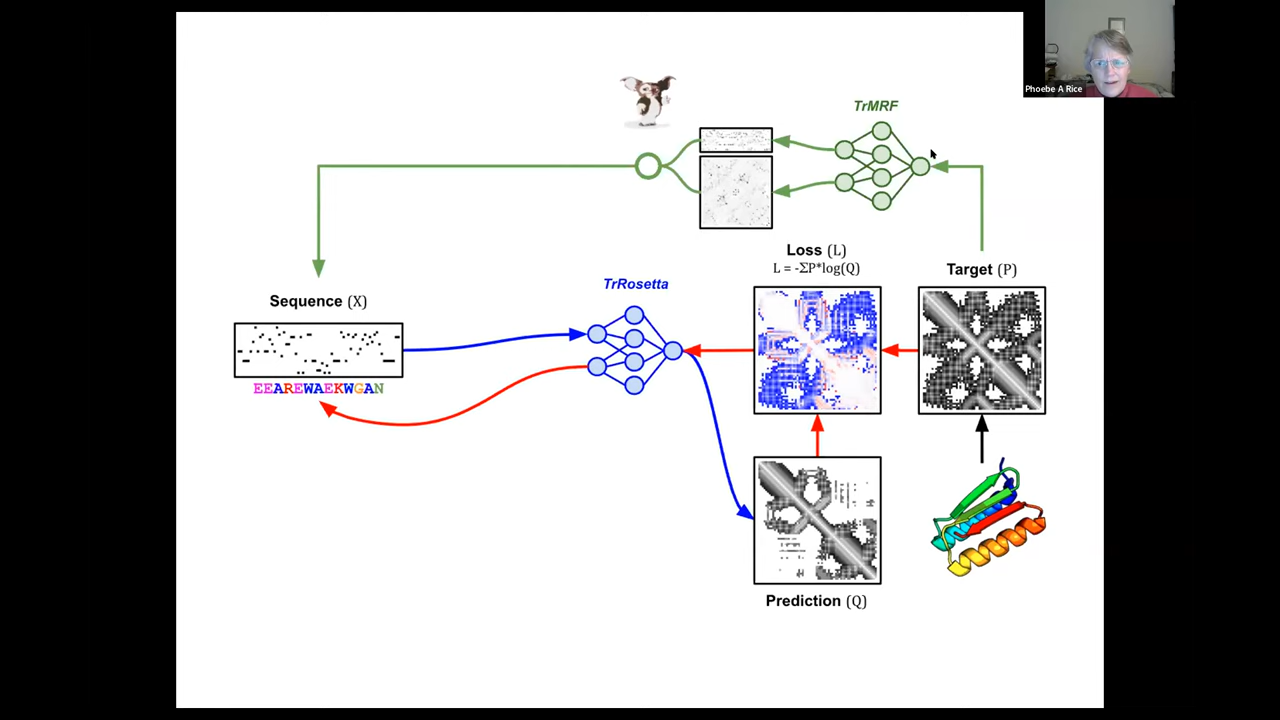 Phoebe A Rice
TrMRF
Loss (L)
L = -ΣP*log(Q)
Target (P)
TrRosetta
Sequence (X)
EEAREWAEKWGAN
Prediction (Q)